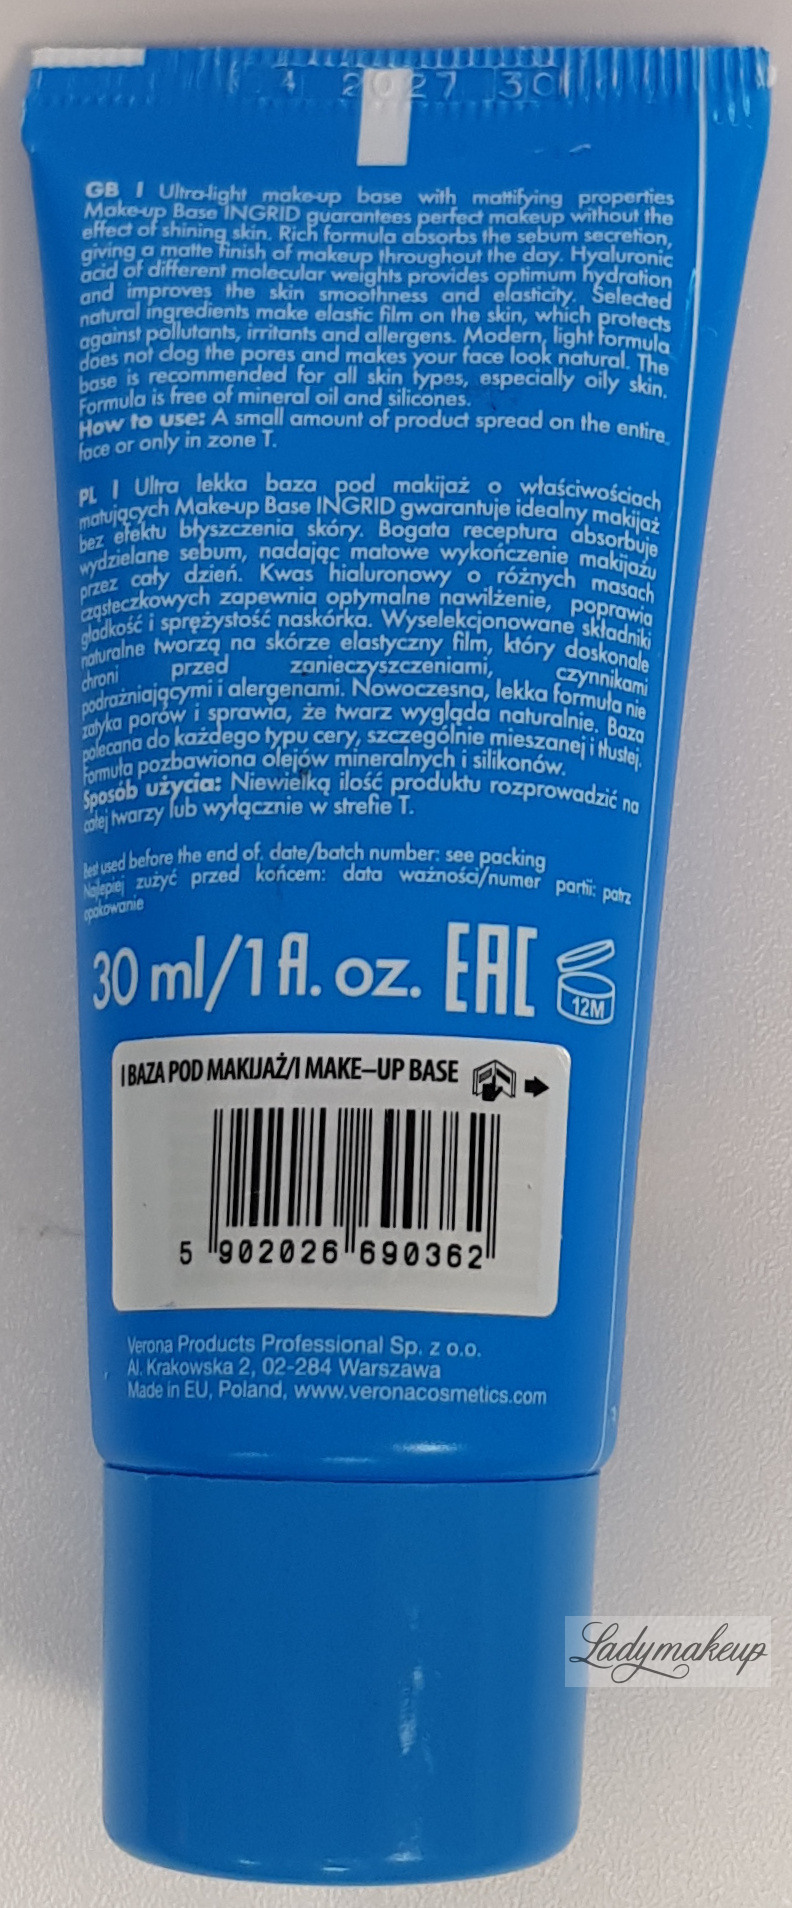 4 2027 30
GB I Ultra-light make-up base with mattifying properties
Make-up Base INGRID guarantees perfect makeup without the
effect of shining skin. Rich formula absorbs the sebum secretion,
giving a matte finish of makeup throughout the day. Hyaluronic
acid of different molecular weights provides optimum hydration
and improves the skin smoothness and elasticity. Selected
natural ingredients make elastic film on the skin, which protects
against pollutants, irritants and allergens. Modern, light formula
does not clog the pores and makes your face look natural. The
base is recommended for all skin types, especially oily skin.
Formula is free of mineral oil and silicones.
How to use: A small amount of product spread on the entire
face or only in zone T.
PL I Ultra lekka baza pod makijaż o właściwościach
matujących Make-up Base INGRID gwarantuje idealny makijaż
bez efektu błyszczenia skóry. Bogata receptura absorbuje
wydzielane sebum, nadając matowe wykończenie makijażu
przez cały dzień. Kwas hialuronowy o różnych masach
cząsteczkowych zapewnia optymalne nawilżenie, poprawia
gładkość i sprężystość naskórka. Wyselekcjonowane składniki
naturalne tworzą na skórze elastyczny film, który doskonale
chroni przed zanieczyszczeniami, czynnikami
podrażniającymi i alergenami. Nowoczesna, lekka formuła nie
zatyka porów i sprawia, że twarz wygląda naturalnie. Baza
polecana do każdego typu cery, szczególnie mieszanej i tłustej.
Formuła pozbawiona olejów mineralnych i silikonów.
Sposób użycia: Niewielką ilość produktu rozprowadzić na
całej twarzy lub wyłącznie w strefie T.
Best used before the end of. date/batch number: see packing
Najlepiej zużyć przed końcem: data ważności/numer partii: patrz
opakowanie
30 ml/1 fl. oz. EAC 12M
I BAZA POD MAKIJAŻ/I MAKE–UP BASE
5 902026 690362
Verona Products Professional Sp. z o.o.
Al. Krakowska 2, 02-284 Warszawa
Made in EU, Poland, www.veronacosmetics.com
Ladymakeup